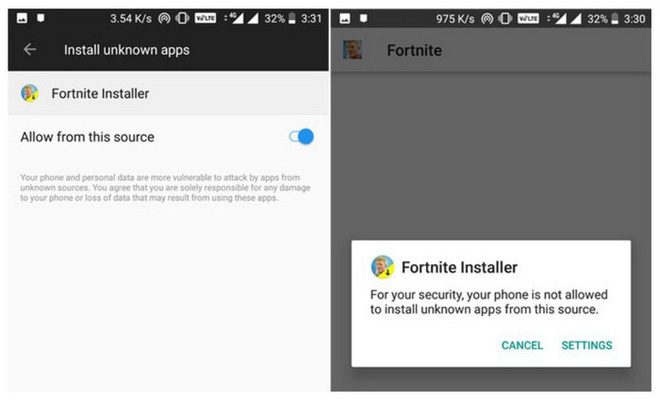 3.54 K/s VoLTE 4G 32% 3:31
Install unknown apps
Fortnite Installer
Allow from this source
Your phone and personal data are more vulnerable to attack by apps from
unknown sources. You agree that you are solely responsible for any damage
to your phone or loss of data that may result from using these apps.
975 K/s VoLTE 4G 32% 3:30
Fortnite
Fortnite Installer
For your security, your phone is not allowed
to install unknown apps from this source.
CANCEL SETTINGS